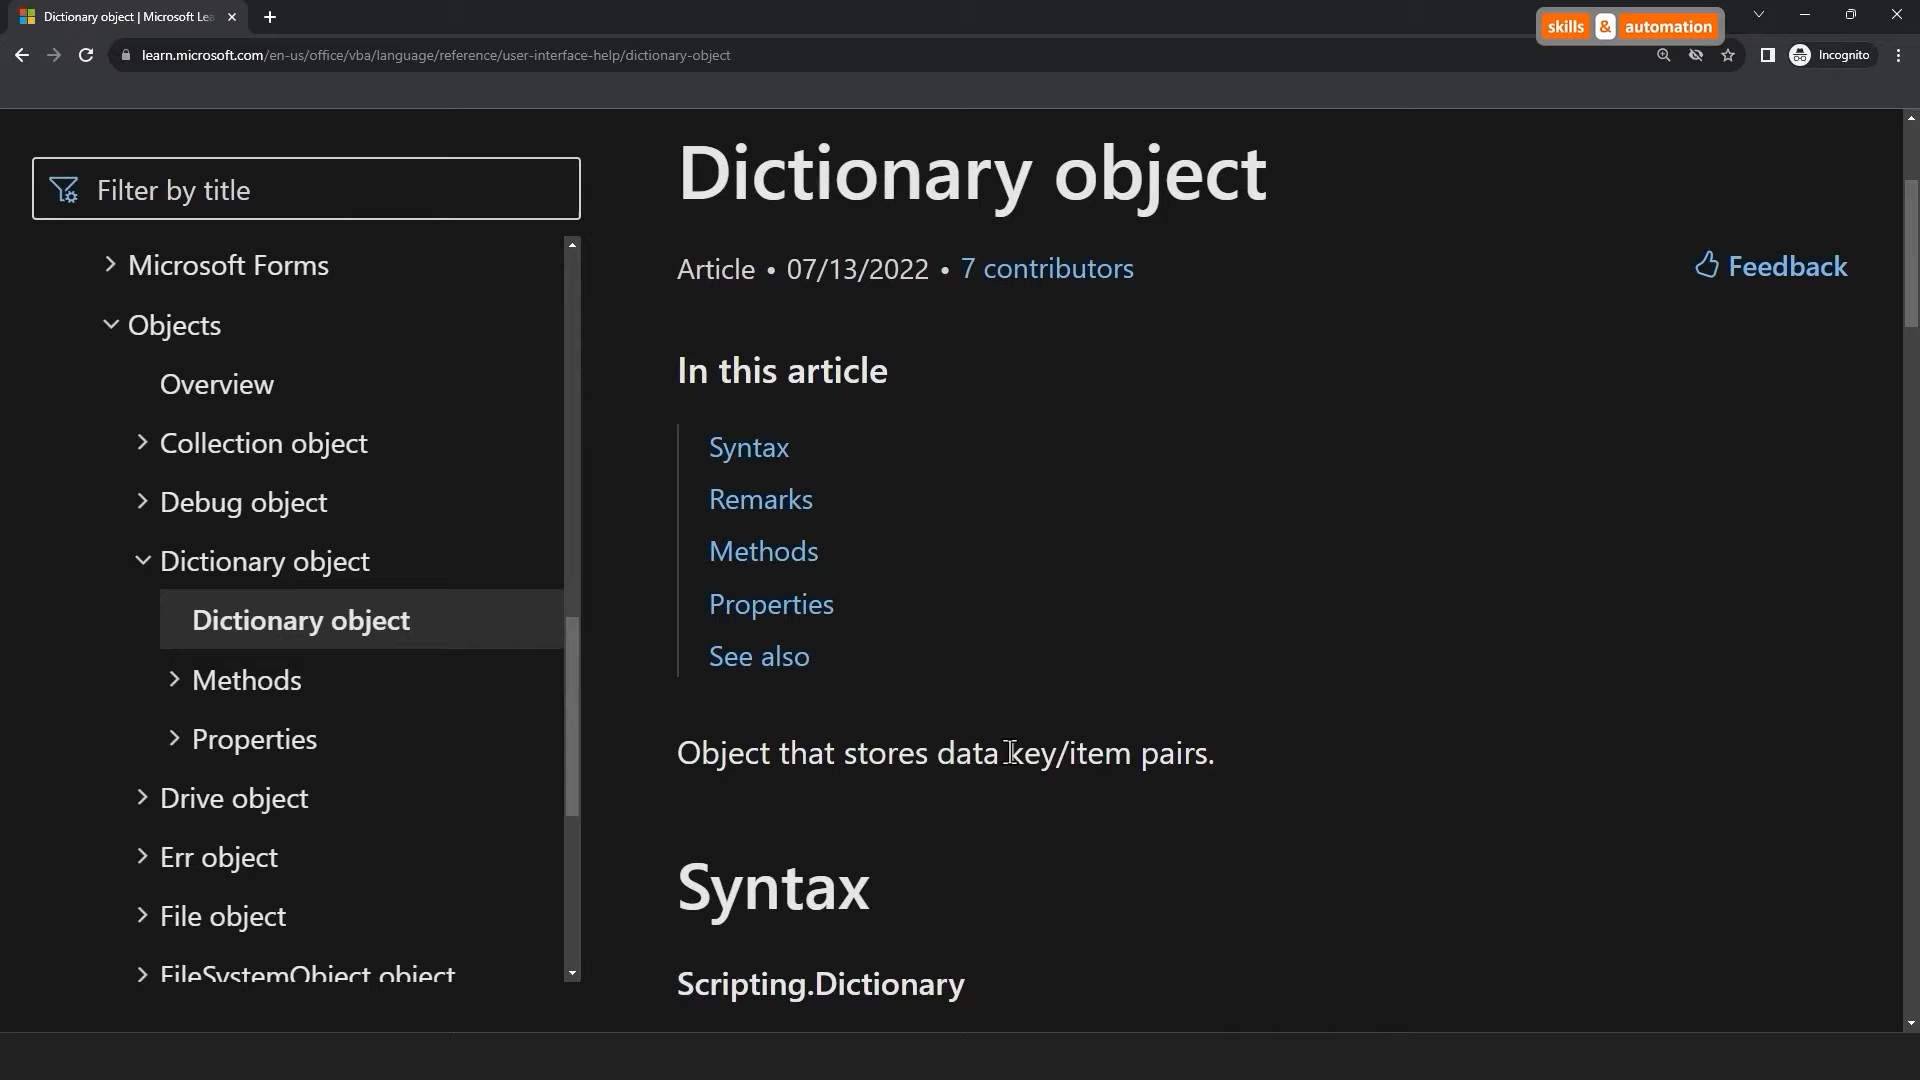 Dictionary object | Microsoft Lea
skills & automation
learn.microsoft.com/en-us/office/vba/language/reference/user-interface-help/dictionary-object
Incognito
Filter by title
Microsoft Forms
Objects
Overview
Collection object
Debug object
Dictionary object
Dictionary object
Methods
Properties
Drive object
Err object
File object
FileSystemObject object
Dictionary object
Article • 07/13/2022 • 7 contributors
Feedback
In this article
Syntax
Remarks
Methods
Properties
See also
Object that stores data key/item pairs.
Syntax
Scripting.Dictionary